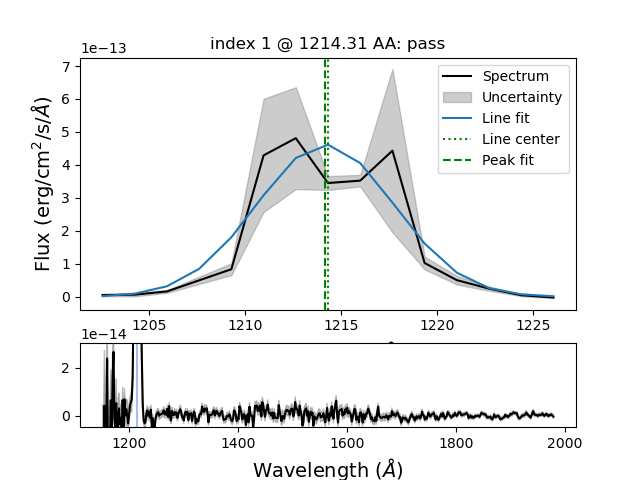 index 1 @ 1214.31 AA: pass
1e−13
7
6
5
4
3
2
1
0
Flux (erg/cm²/s/Å)
Spectrum
Uncertainty
Line fit
Line center
Peak fit
1205 1210 1215 1220 1225
1e−14
2
0
1200 1400 1600 1800 2000
Wavelength (Å)